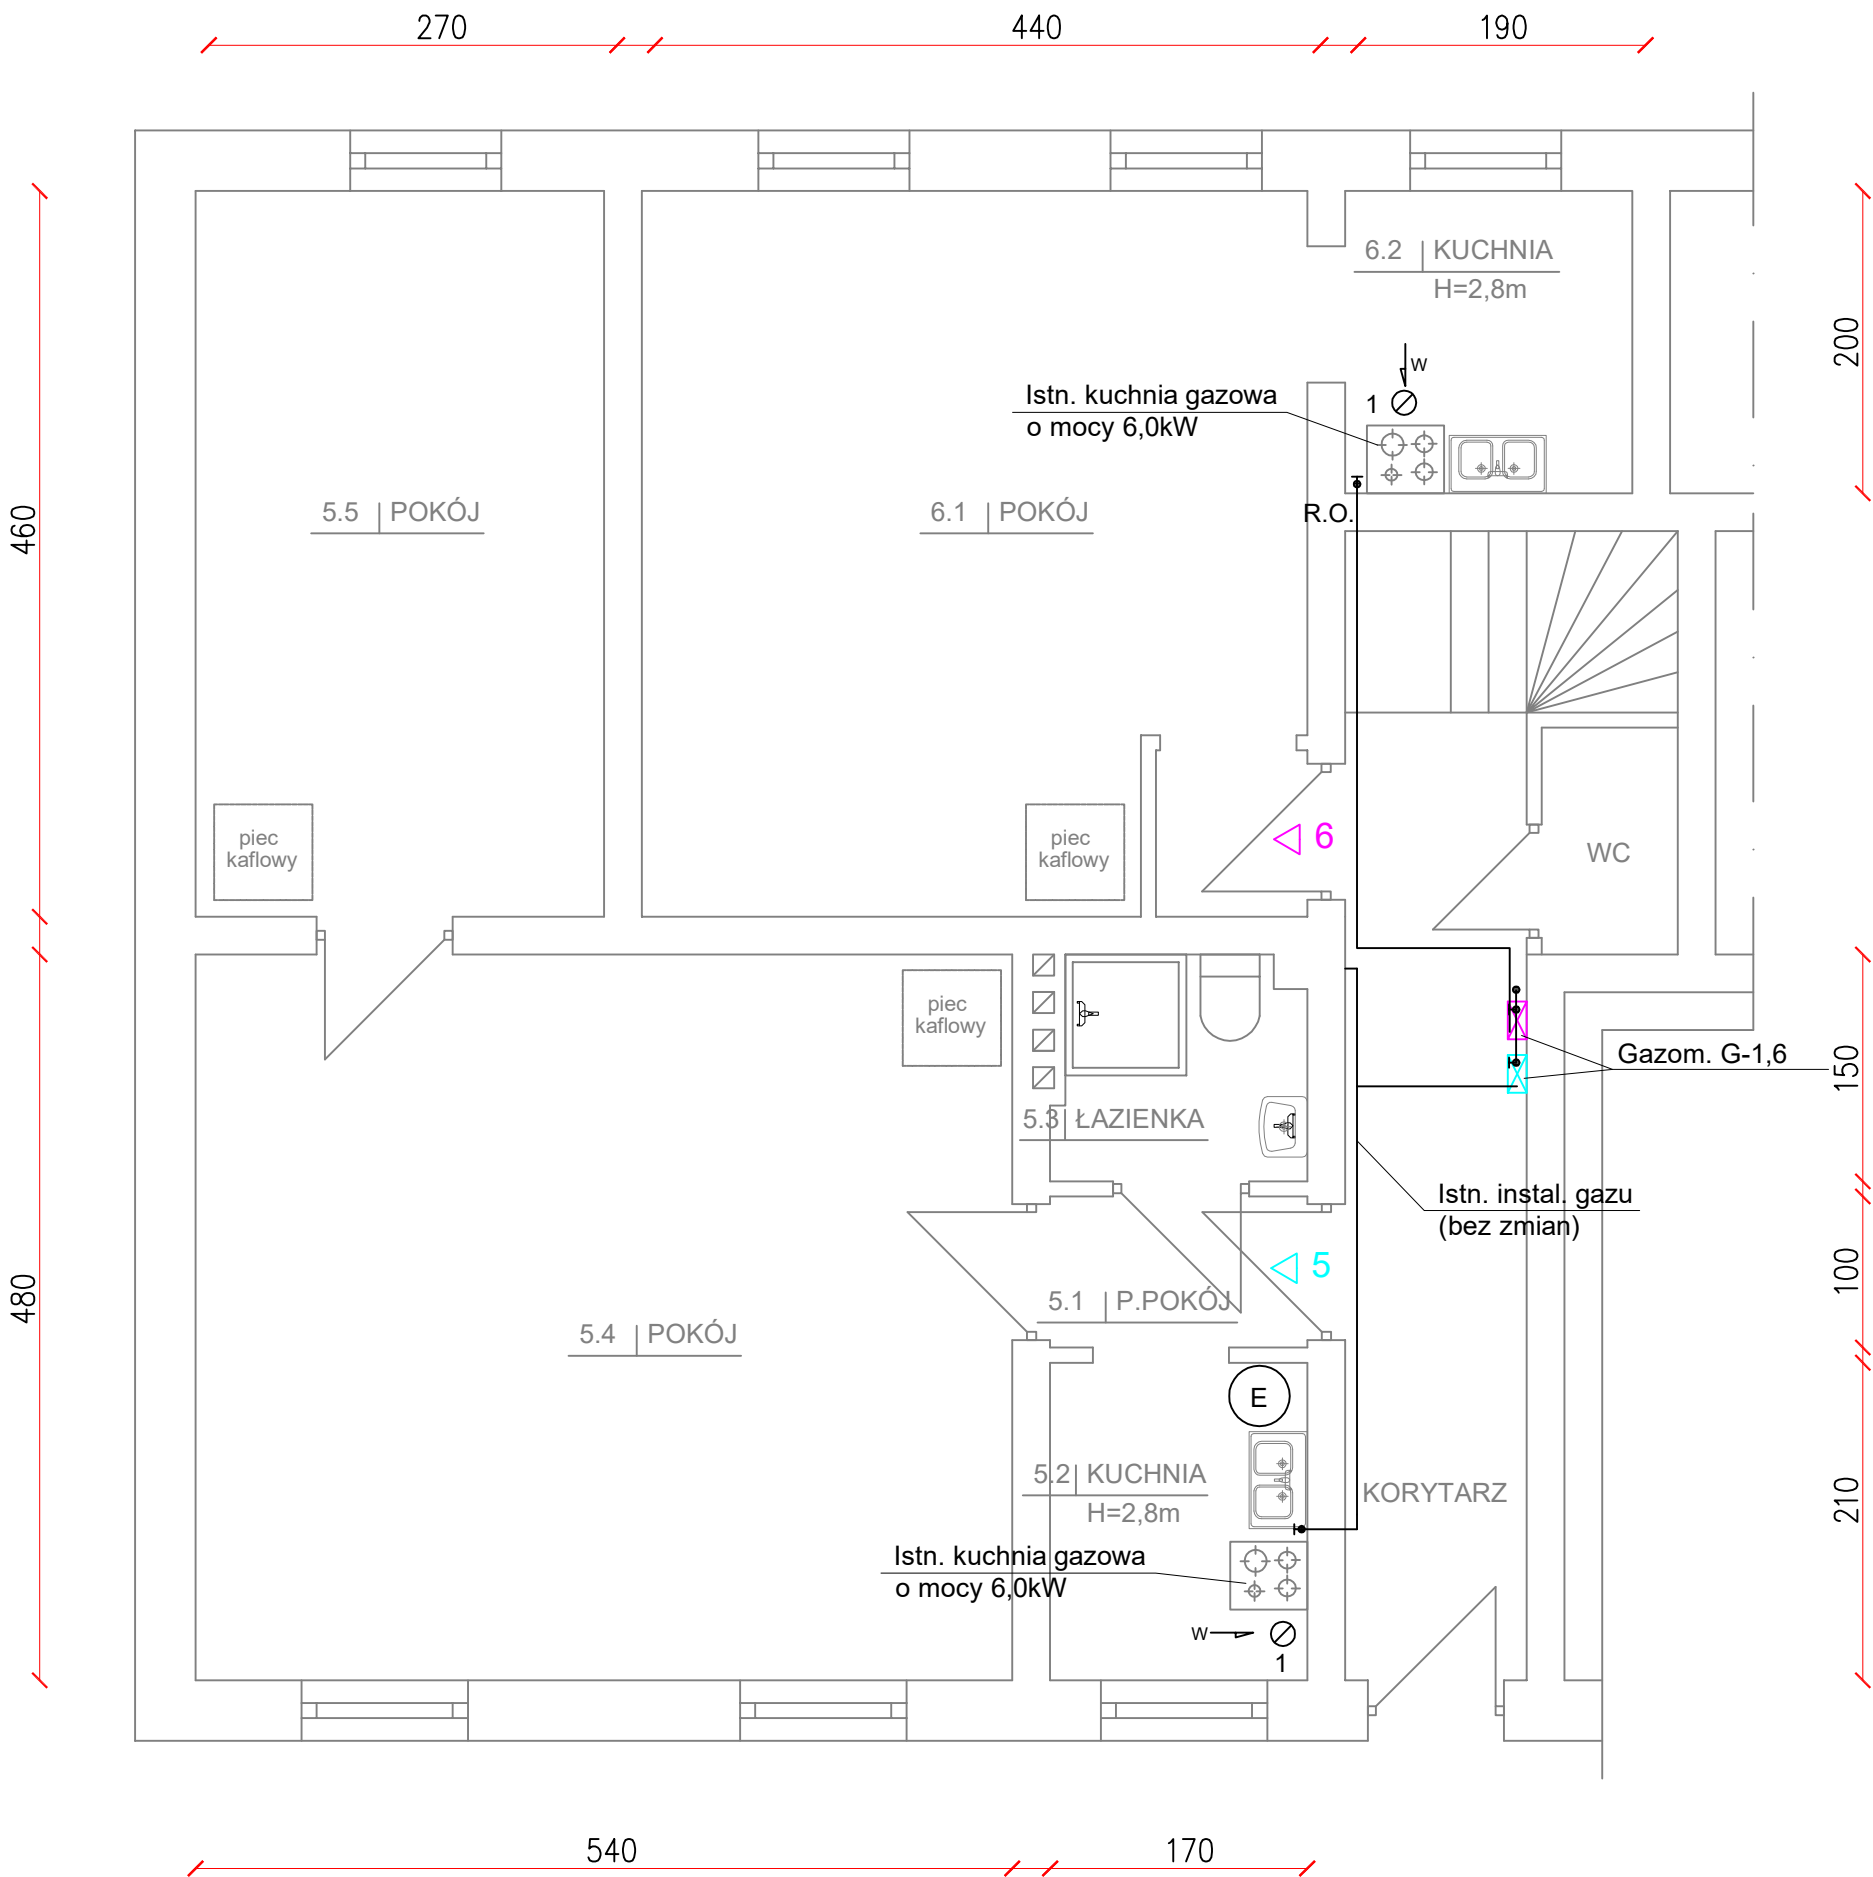 270
440
190
6.2 KUCHNIA
H=2,8m
200
W
1
Istn. kuchnia gazowa
o mocy 6,0kW
R.O.
460
5.5 POKÓJ
6.1 POKÓJ
piec
kaflowy
piec
kaflowy
6
WC
piec
kaflowy
Gazom. G-1,6
150
5.3 ŁAZIENKA
Istn. instal. gazu
(bez zmian)
5
100
480
5.1 P.POKÓJ
5.4 POKÓJ
E
5.2 KUCHNIA
H=2,8m
KORYTARZ
210
Istn. kuchnia gazowa
o mocy 6,0kW
W
1
540
170